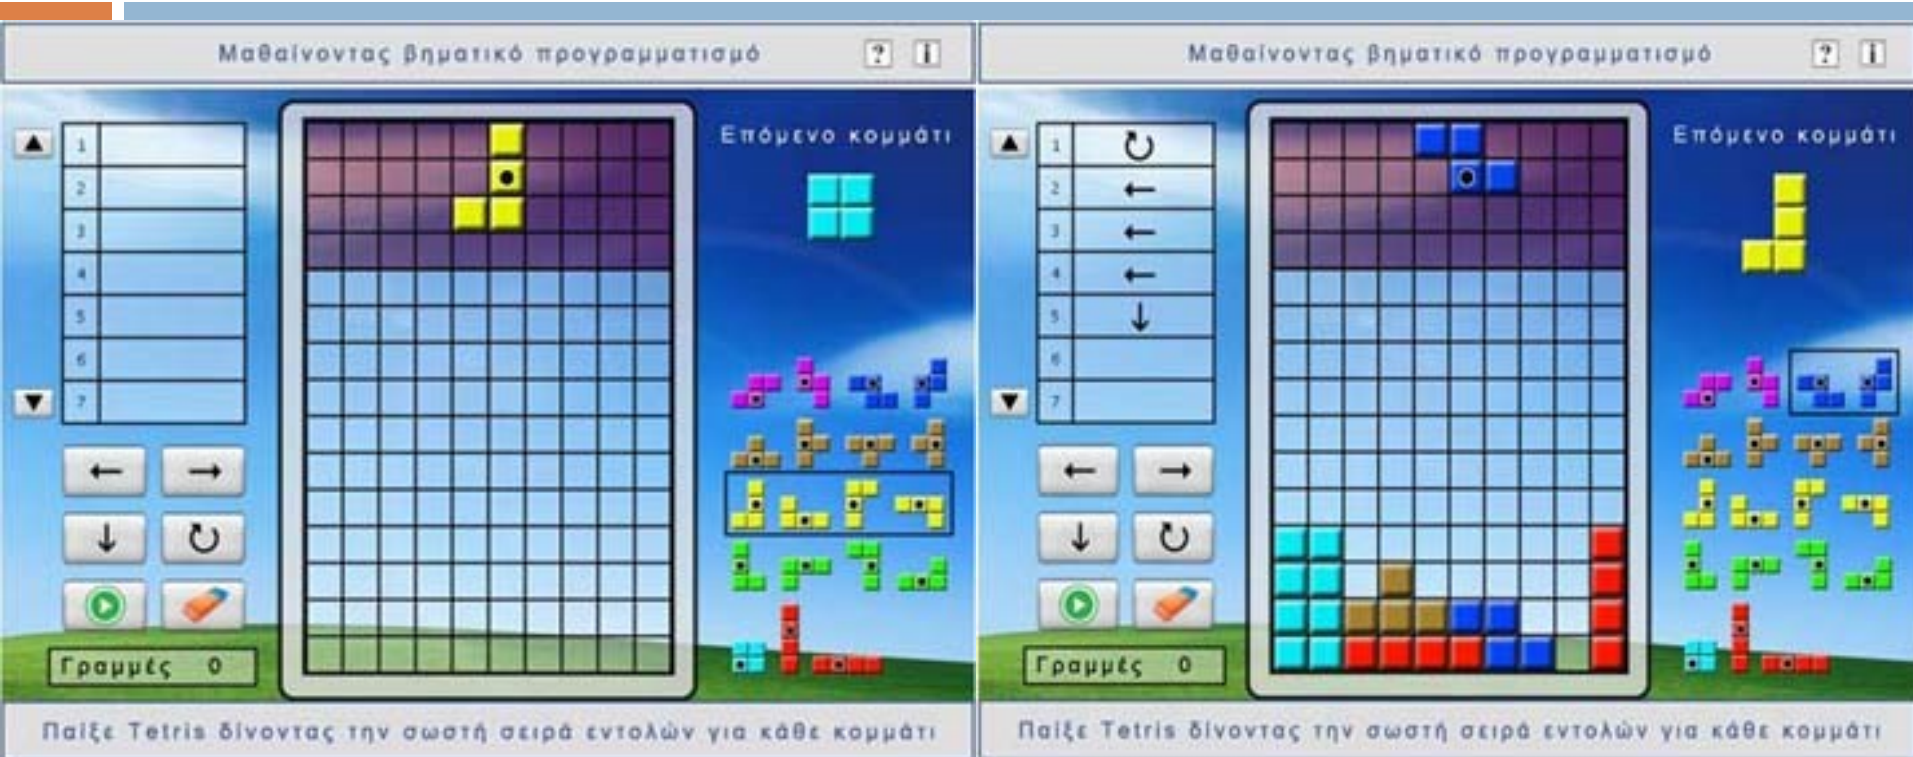 Μαθαίνοντας βηματικό προγραμματισμό ? i
Επόμενο κομμάτι
1
2
3
4
5
6
7
Γραμμές 0
Παίξε Tetris δίνοντας την σωστή σειρά εντολών για κάθε κομμάτι
Μαθαίνοντας βηματικό προγραμματισμό ? i
Επόμενο κομμάτι
1
2
3
4
5
6
7
Γραμμές 0
Παίξε Tetris δίνοντας την σωστή σειρά εντολών για κάθε κομμάτι